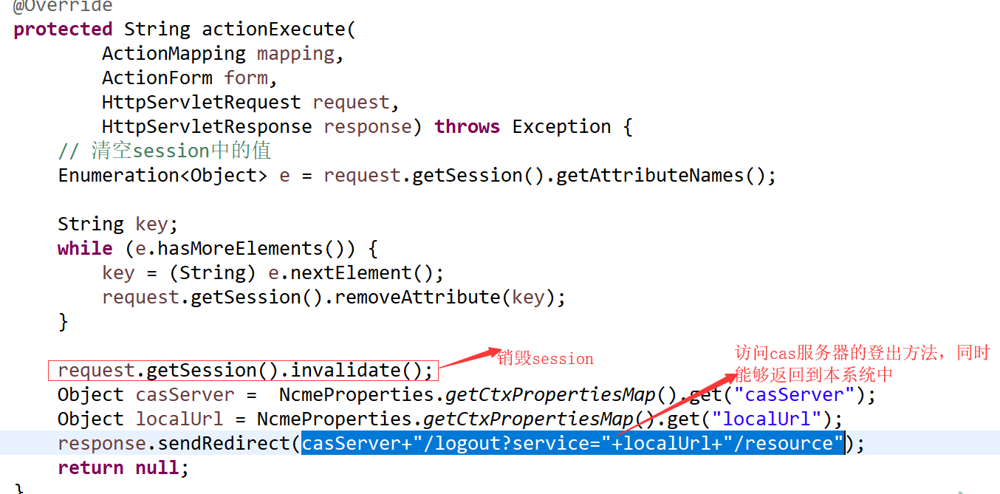 @Override
protected String actionExecute(
ActionMapping mapping,
ActionForm form,
HttpServletRequest request,
HttpServletResponse response) throws Exception {
// 清空session中的值
Enumeration<Object> e = request.getSession().getAttributeNames();
String key;
while (e.hasMoreElements()) {
key = (String) e.nextElement();
request.getSession().removeAttribute(key);
}
访问cas服务器的登出方法，同时
销毁session
request.getSession().invalidate();
能够返回到本系统中
Object casServer =  NcmeProperties.getCtxPropertiesMap().get("casServer");
Object localUrl = NcmeProperties.getCtxPropertiesMap().get("localUrl");
response.sendRedirect(casServer+"/logout?service="+localUrl+"/resource");
return null;
}